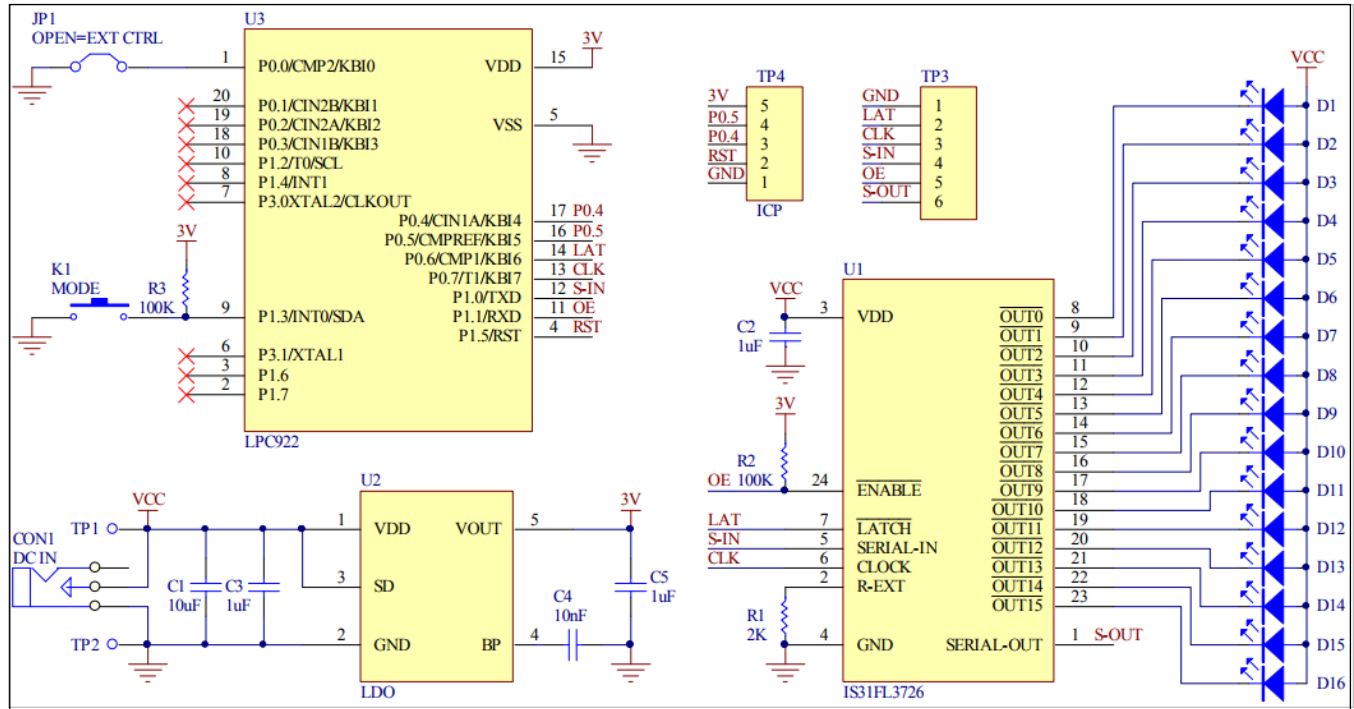 JP1
OPEN=EXT CTRL
U3
1 P0.0/CMP2/KBI0
20 P0.1/CIN2B/KBI1
19 P0.2/CIN2A/KBI2
18 P0.3/CIN1B/KBI3
10 P1.2/T0/SCL
8 P1.4/INT1
7 P3.0XTAL2/CLKOUT
3V
K1
MODE
R3
100K
9 P1.3/INT0/SDA
6 P3.1/XTAL1
3 P1.6
2 P1.7
VDD 15 3V
VSS 5
P0.4/CIN1A/KBI4 17 P0.4
P0.5/CMPREF/KBI5 16 P0.5
P0.6/CMP1/KBI6 14 LAT
P0.7/T1/KBI7 13 CLK
P1.0/TXD 12 S-IN
P1.1/RXD 11 OE
P1.5/RST 4 RST
LPC922
TP4
3V 5
P0.5 4
P0.4 3
RST 2
GND 1
ICP
TP3
GND 1
LAT 2
CLK 3
S-IN 4
OE 5
S-OUT 6
VCC
TP1
CON1
DC IN
TP2
C1
10uF
C3
1uF
U2
1 VDD
3 SD
2 GND
VOUT 5
BP 4
LDO
3V
C4
10nF
C5
1uF
U1
VCC
C2
1uF
3 VDD
3V
R2
100K
OE 24 ENABLE
LAT 7 LATCH
S-IN 5 SERIAL-IN
CLK 6 CLOCK
2 R-EXT
R1
2K
4 GND
OUT0 8
OUT1 9
OUT2 10
OUT3 11
OUT4 12
OUT5 13
OUT6 14
OUT7 15
OUT8 16
OUT9 17
OUT10 18
OUT11 19
OUT12 20
OUT13 21
OUT14 22
OUT15 23
SERIAL-OUT 1 S-OUT
IS31FL3726
VCC
D1
D2
D3
D4
D5
D6
D7
D8
D9
D10
D11
D12
D13
D14
D15
D16